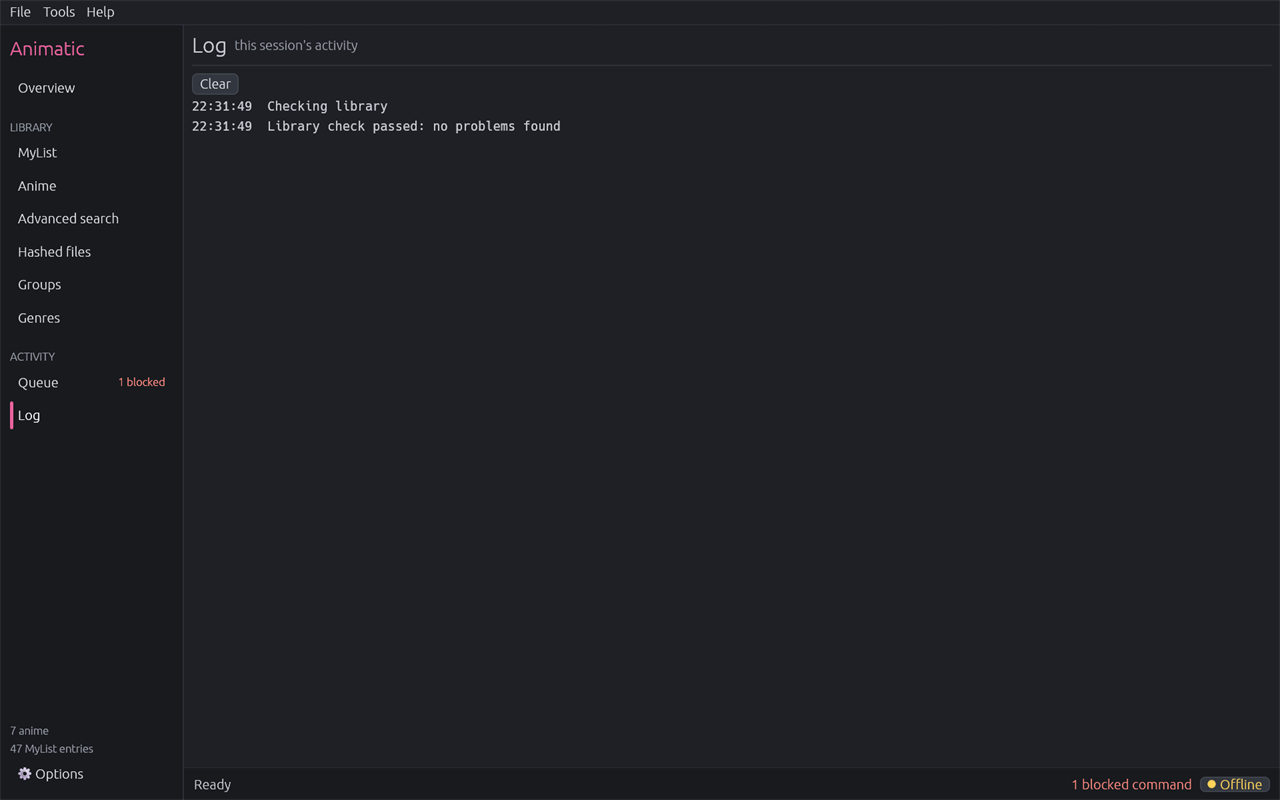 File Tools Help
Animatic
Overview
LIBRARY
MyList
Anime
Advanced search
Hashed files
Groups
Genres
ACTIVITY
Queue 1 blocked
Log
7 anime
47 MyList entries
Options
Log this session's activity
Clear
22:31:49 Checking library
22:31:49 Library check passed: no problems found
Ready
1 blocked command
Offline